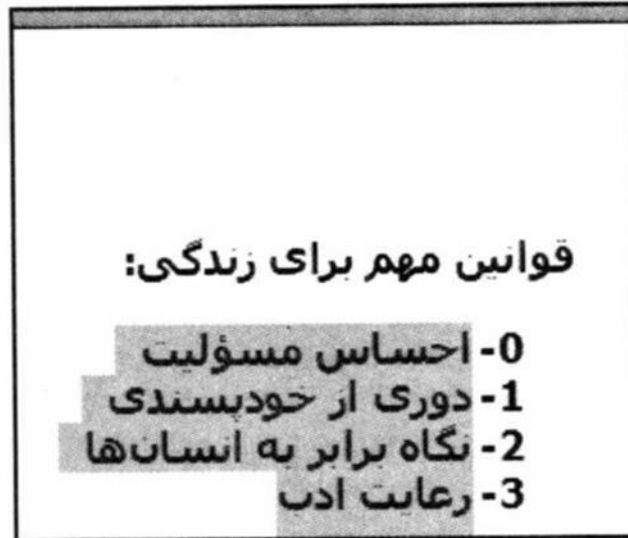 قوانین مهم برای زندگی:
0- احساس مسؤلیت
1- دوری از خودپسندی
2- نگاه برابر به انسان‌ها
3- رعایت ادب